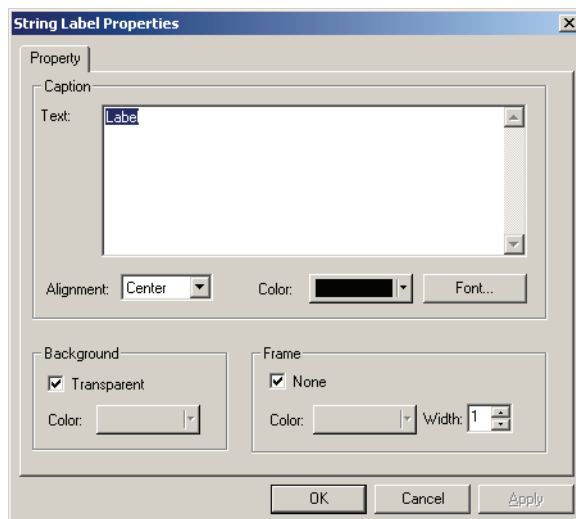 String Label Properties
Property
Caption
Text: Label
Alignment: Center Color: Font...
Background Frame
Transparent None
Color: Color: Width: 1
OK Cancel Apply